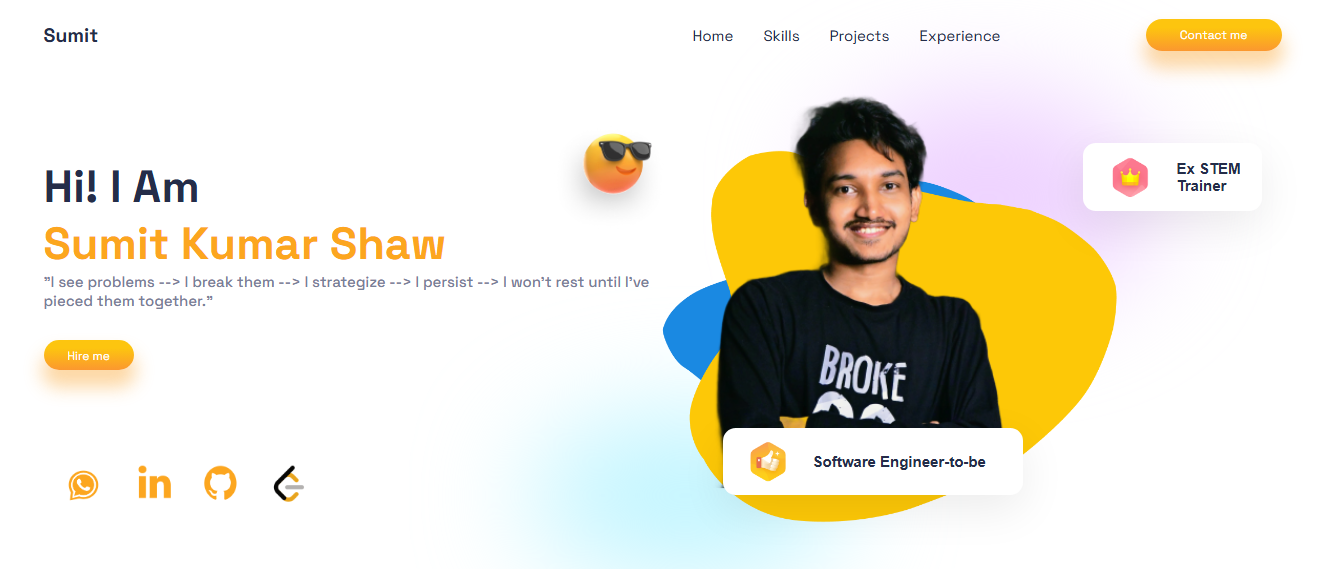 Sumit
Home Skills Projects Experience
Contact me
Hi! I Am
Sumit Kumar Shaw
"I see problems --> I break them --> I strategize --> I persist --> I won't rest until I've
pieced them together."
Hire me
in
Ex STEM
Trainer
BROKE
Software Engineer-to-be